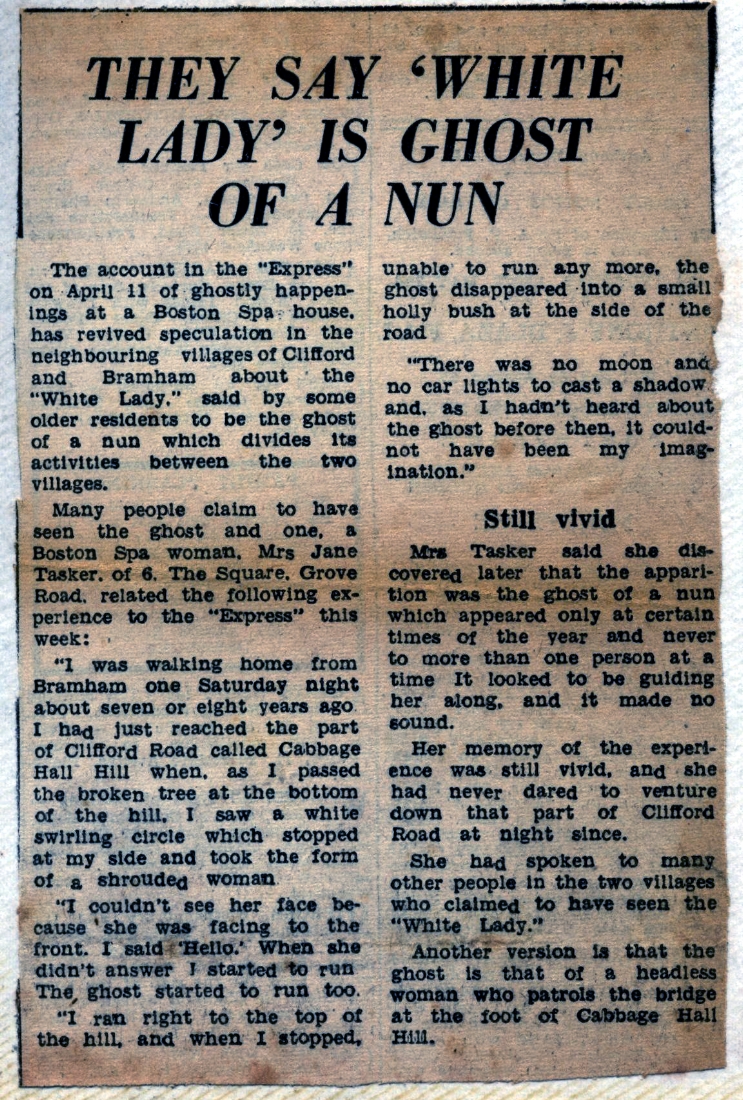 THEY SAY ‘WHITE
LADY’ IS GHOST
OF A NUN
The account in the "Express"
on April 11 of ghostly happen-
ings at a Boston Spa house,
has revived speculation in the
neighbouring villages of Clifford
and Bramham about the
"White Lady," said by some
older residents to be the ghost
of a nun which divides its
activities between the two
villages.
Many people claim to have
seen the ghost and one, a
Boston Spa woman, Mrs Jane
Tasker, of 6, The Square, Grove
Road, related the following ex-
perience to the "Express" this
week:
"I was walking home from
Bramham one Saturday night
about seven or eight years ago
I had just reached the part
of Clifford Road called Cabbage
Hall Hill when, as I passed
the broken tree at the bottom
of the hill, I saw a white
swirling circle which stopped
at my side and took the form
of a shrouded woman
"I couldn't see her face be-
cause she was facing to the
front. I said 'Hello.' When she
didn't answer I started to run
The ghost started to run too.
"I ran right to the top of
the hill, and when I stopped,
unable to run any more, the
ghost disappeared into a small
holly bush at the side of the
road
"There was no moon and
no car lights to cast a shadow
and, as I hadn't heard about
the ghost before then, it could-
not have been my imag-
ination."
Still vivid
Mrs Tasker said she dis-
covered later that the appari-
tion was the ghost of a nun
which appeared only at certain
times of the year and never
to more than one person at a
time It looked to be guiding
her along, and it made no
sound.
Her memory of the experi-
ence was still vivid, and she
had never dared to venture
down that part of Clifford
Road at night since.
She had spoken to many
other people in the two villages
who claimed to have seen the
"White Lady."
Another version is that the
ghost is that of a headless
woman who patrols the bridge
at the foot of Cabbage Hall
Hill.